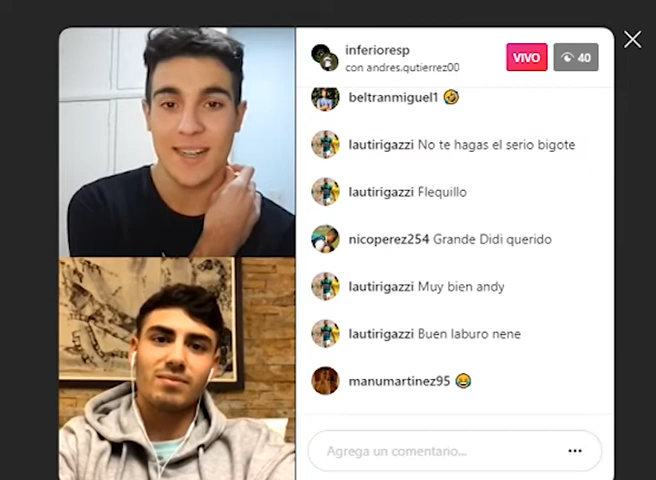 inferioresp
con andres.gutierrez00
VIVO
40
beltranmiguel1 🤣
lautirigazzi No te hagas el serio bigote
lautirigazzi Flequillo
nicoperez254 Grande Didi querido
lautirigazzi Muy bien andy
lautirigazzi Buen laburo nene
manumartinez95 😂
Agrega un comentario...